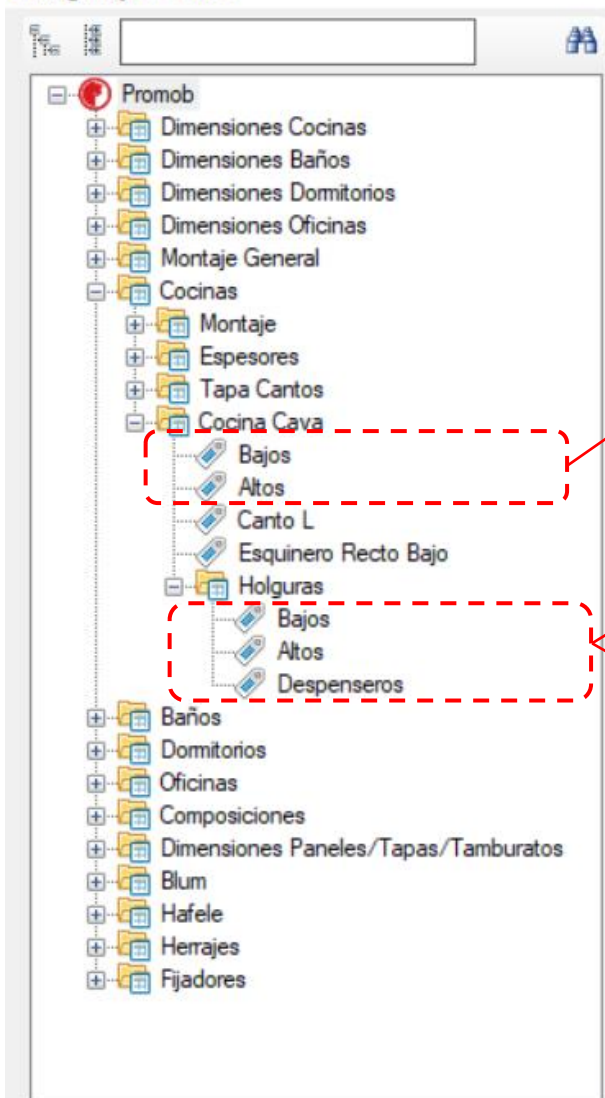 Promob
Dimensiones Cocinas
Dimensiones Baños
Dimensiones Dormitorios
Dimensiones Oficinas
Montaje General
Cocinas
Montaje
Espesores
Tapa Cantos
Cocina Cava
Bajos
Altos
Canto L
Esquinero Recto Bajo
Holguras
Bajos
Altos
Despenseros
Baños
Dormitorios
Oficinas
Composiciones
Dimensiones Paneles/Tapas/Tamburatos
Blum
Hafele
Herrajes
Fijadores